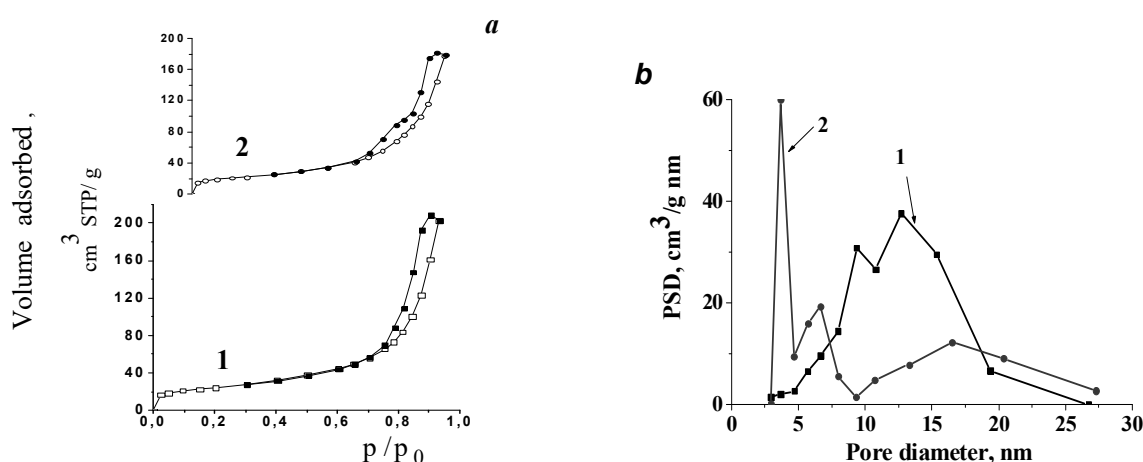 a
200
160
120
80
40
0
2
200
160
120
80
40
0
1
0,0 0,2 0,4 0,6 0,8 1,0
p/p0
Volume adsorbed ,
cm3 STP/g
b
60
40
20
0
2
1
0 5 10 15 20 25 30
PSD, cm3/g nm
Pore diameter, nm